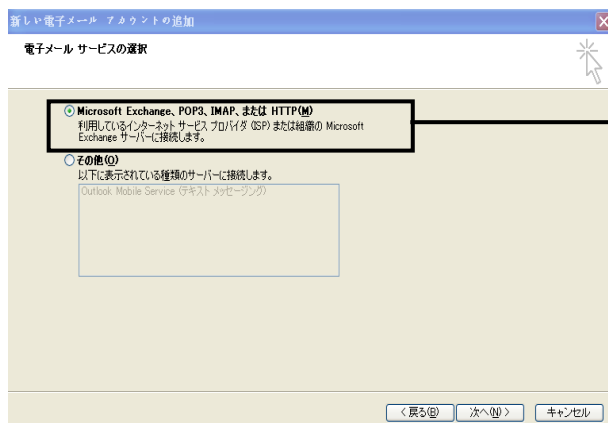 新しい電子メール アカウントの追加
電子メール サービスの選択
Microsoft Exchange、POP3、IMAP、または HTTP(M)
利用しているインターネット サービス プロバイダ (ISP) または組織の Microsoft
Exchange サーバーに接続します。
その他(O)
以下に表示されている種類のサーバーに接続します。
Outlook Mobile Service (テキスト メッセージング)
< 戻る(B)
次へ(N) >
キャンセル